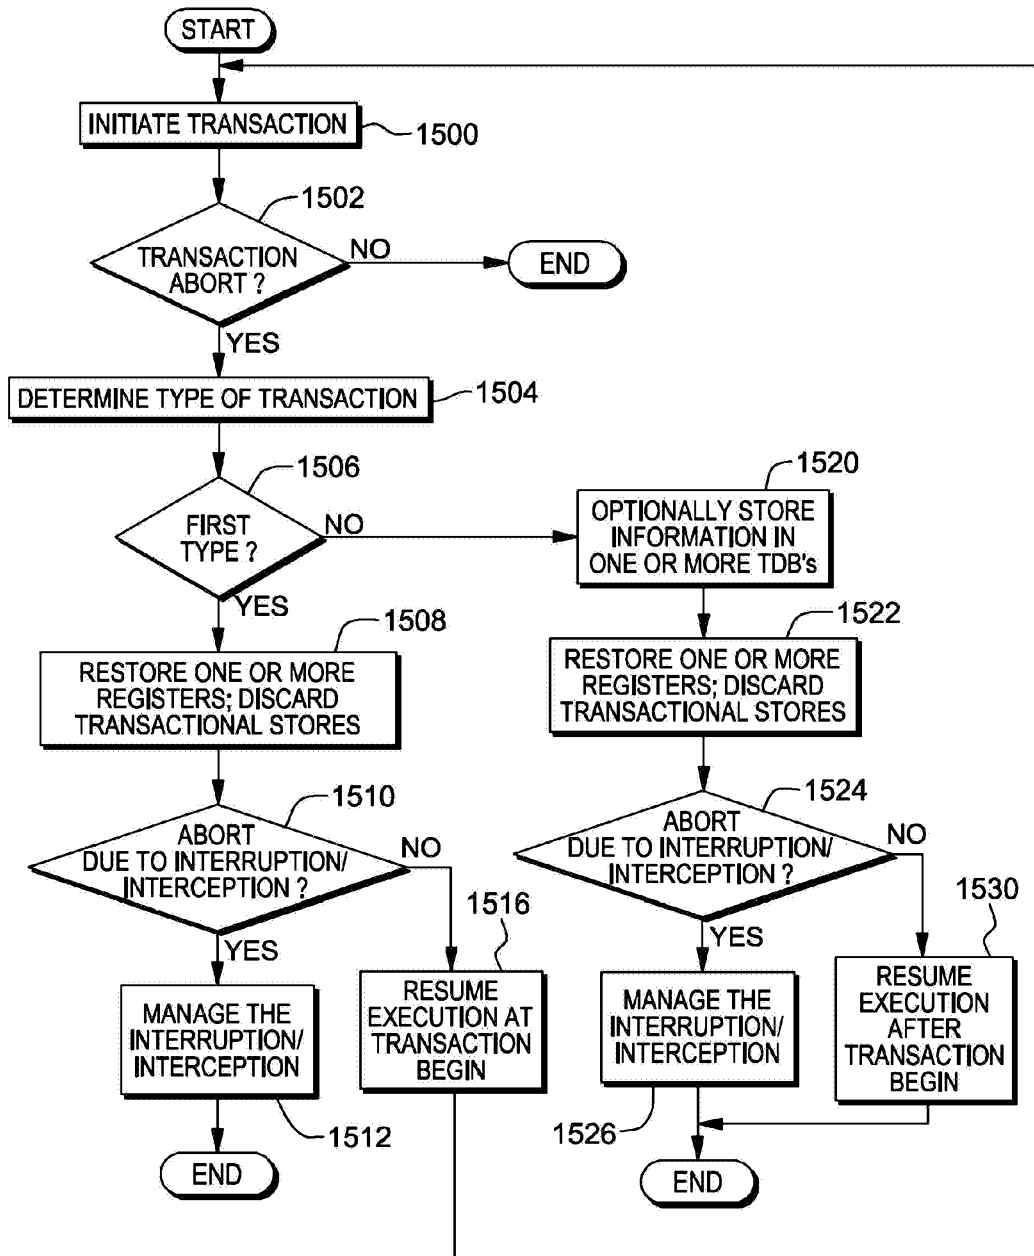 START
INITIATE TRANSACTION
1500
1502
TRANSACTION
ABORT ?
NO
END
YES
DETERMINE TYPE OF TRANSACTION
1504
1506
FIRST
TYPE ?
NO
YES
1520
OPTIONALLY STORE
INFORMATION IN
ONE OR MORE TDB's
1508
RESTORE ONE OR MORE
REGISTERS; DISCARD
TRANSACTIONAL STORES
1522
RESTORE ONE OR MORE
REGISTERS; DISCARD
TRANSACTIONAL STORES
1510
ABORT
DUE TO INTERRUPTION/
INTERCEPTION ?
NO
YES
1524
ABORT
DUE TO INTERRUPTION/
INTERCEPTION ?
NO
YES
MANAGE THE
INTERRUPTION/
INTERCEPTION
1512
END
1516
RESUME
EXECUTION AT
TRANSACTION
BEGIN
MANAGE THE
INTERRUPTION/
INTERCEPTION
1526
1530
RESUME
EXECUTION
AFTER
TRANSACTION
BEGIN
END